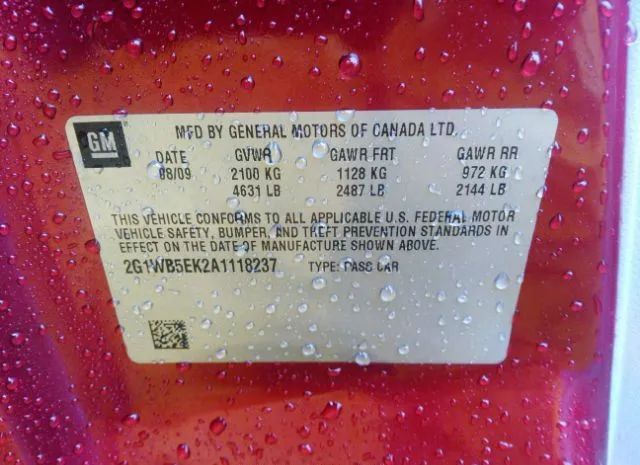 GM
MFD BY GENERAL MOTORS OF CANADA LTD.
DATE GVWR GAWR FRT GAWR RR
08/09 2100 KG 1128 KG 972 KG
4631 LB 2487 LB 2144 LB
THIS VEHICLE CONFORMS TO ALL APPLICABLE U.S. FEDERAL MOTOR
VEHICLE SAFETY, BUMPER, AND THEFT PREVENTION STANDARDS IN
EFFECT ON THE DATE OF MANUFACTURE SHOWN ABOVE.
2G1WB5EK2A1118237 TYPE: PASS CAR